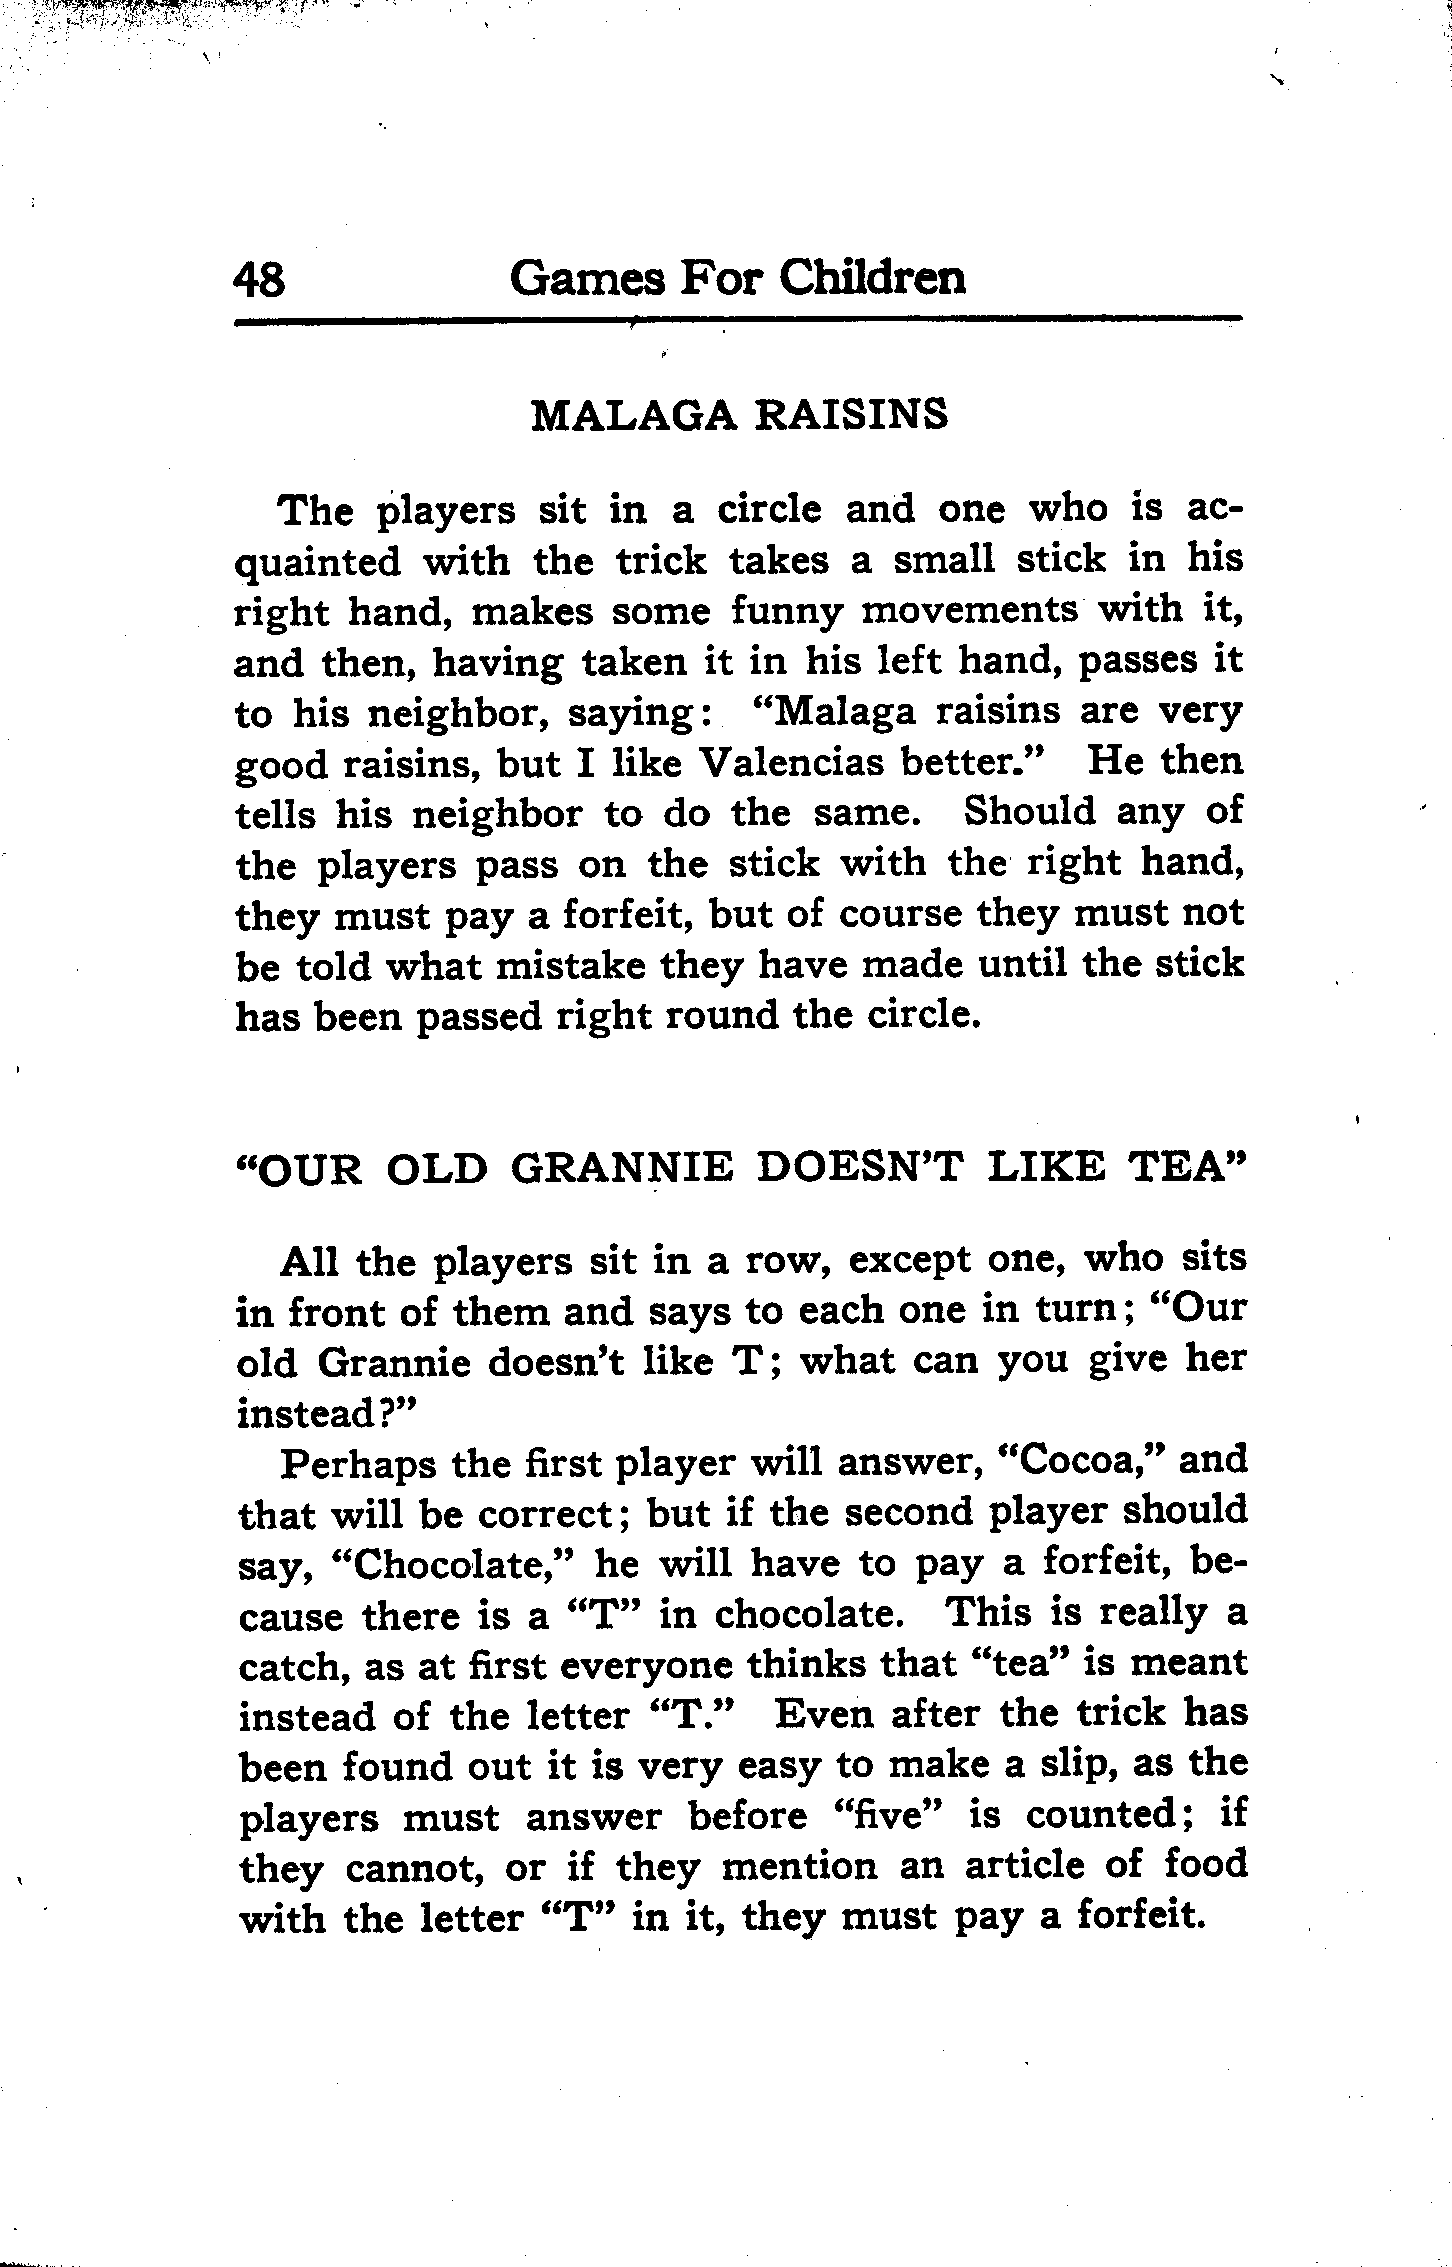 48 Games For Children
MALAGA RAISINS
The players sit in a circle and one who is ac-
quainted with the trick takes a small stick in his
right hand, makes some funny movements with it,
and then, having taken it in his left hand, passes it
to his neighbor, saying: “Malaga raisins are very
good raisins, but I like Valencias better.” He then
tells his neighbor to do the same. Should any of
the players pass on the stick with the right hand,
they must pay a forfeit, but of course they must not
be told what mistake they have made until the stick
has been passed right round the circle.
“OUR OLD GRANNIE DOESN’T LIKE TEA”
All the players sit in a row, except one, who sits
in front of them and says to each one in turn; “Our
old Grannie doesn’t like T; what can you give her
instead?”
Perhaps the first player will answer, “Cocoa,” and
that will be correct; but if the second player should
say, “Chocolate,” he will have to pay a forfeit, be-
cause there is a “T” in chocolate. This is really a
catch, as at first everyone thinks that “tea” is meant
instead of the letter “T.” Even after the trick has
been found out it is very easy to make a slip, as the
players must answer before “five” is counted; if
they cannot, or if they mention an article of food
with the letter “T” in it, they must pay a forfeit.